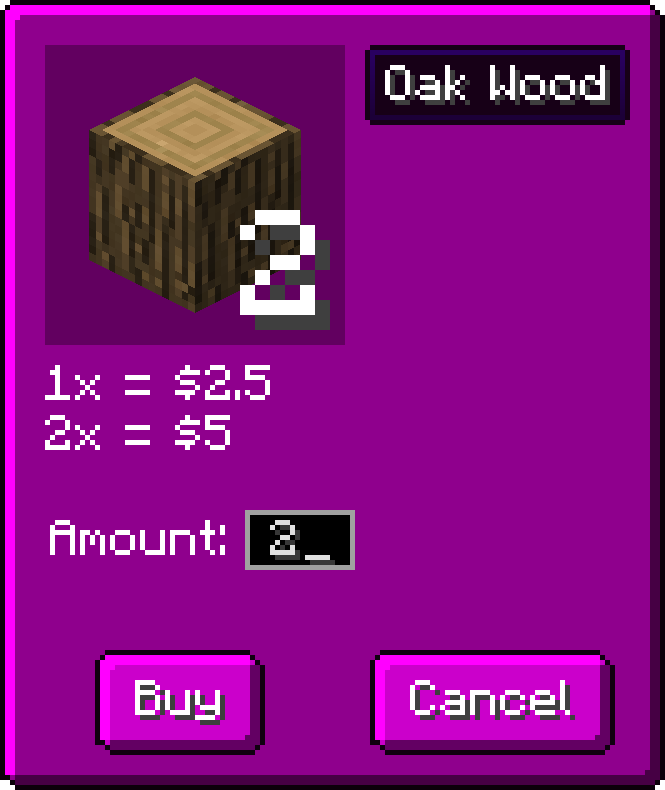 Oak Wood
2
1x = $2.5
2x = $5
Amount: 2_
Buy
Cancel